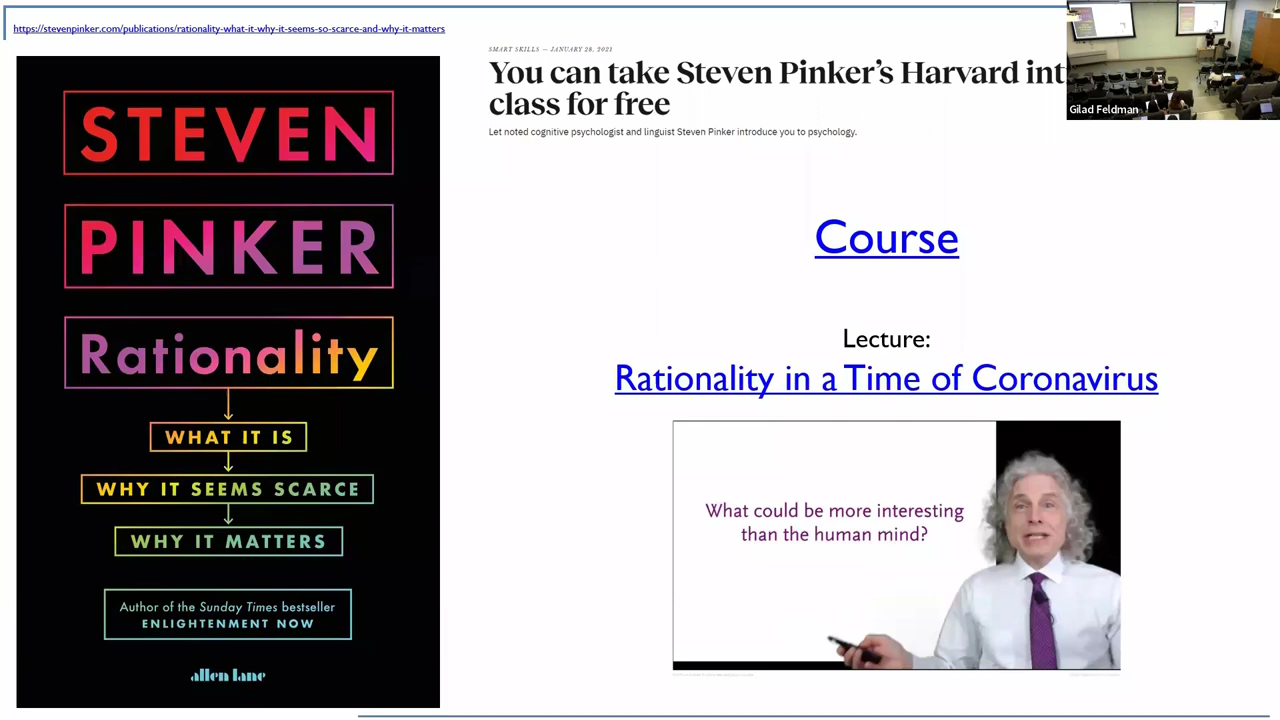 https://stevenpinker.com/publications/rationality-what-it-why-it-seems-so-scarce-and-why-it-matters
STEVEN
PINKER
Rationality
WHAT IT IS
WHY IT SEEMS SCARCE
WHY IT MATTERS
Author of the Sunday Times bestseller
ENLIGHTENMENT NOW
allen lane
SMART SKILLS — JANUARY 28, 2021
You can take Steven Pinker's Harvard int
class for free
Let noted cognitive psychologist and linguist Steven Pinker introduce you to psychology.
Gilad Feldman
Course
Lecture:
Rationality in a Time of Coronavirus
What could be more interesting
than the human mind?